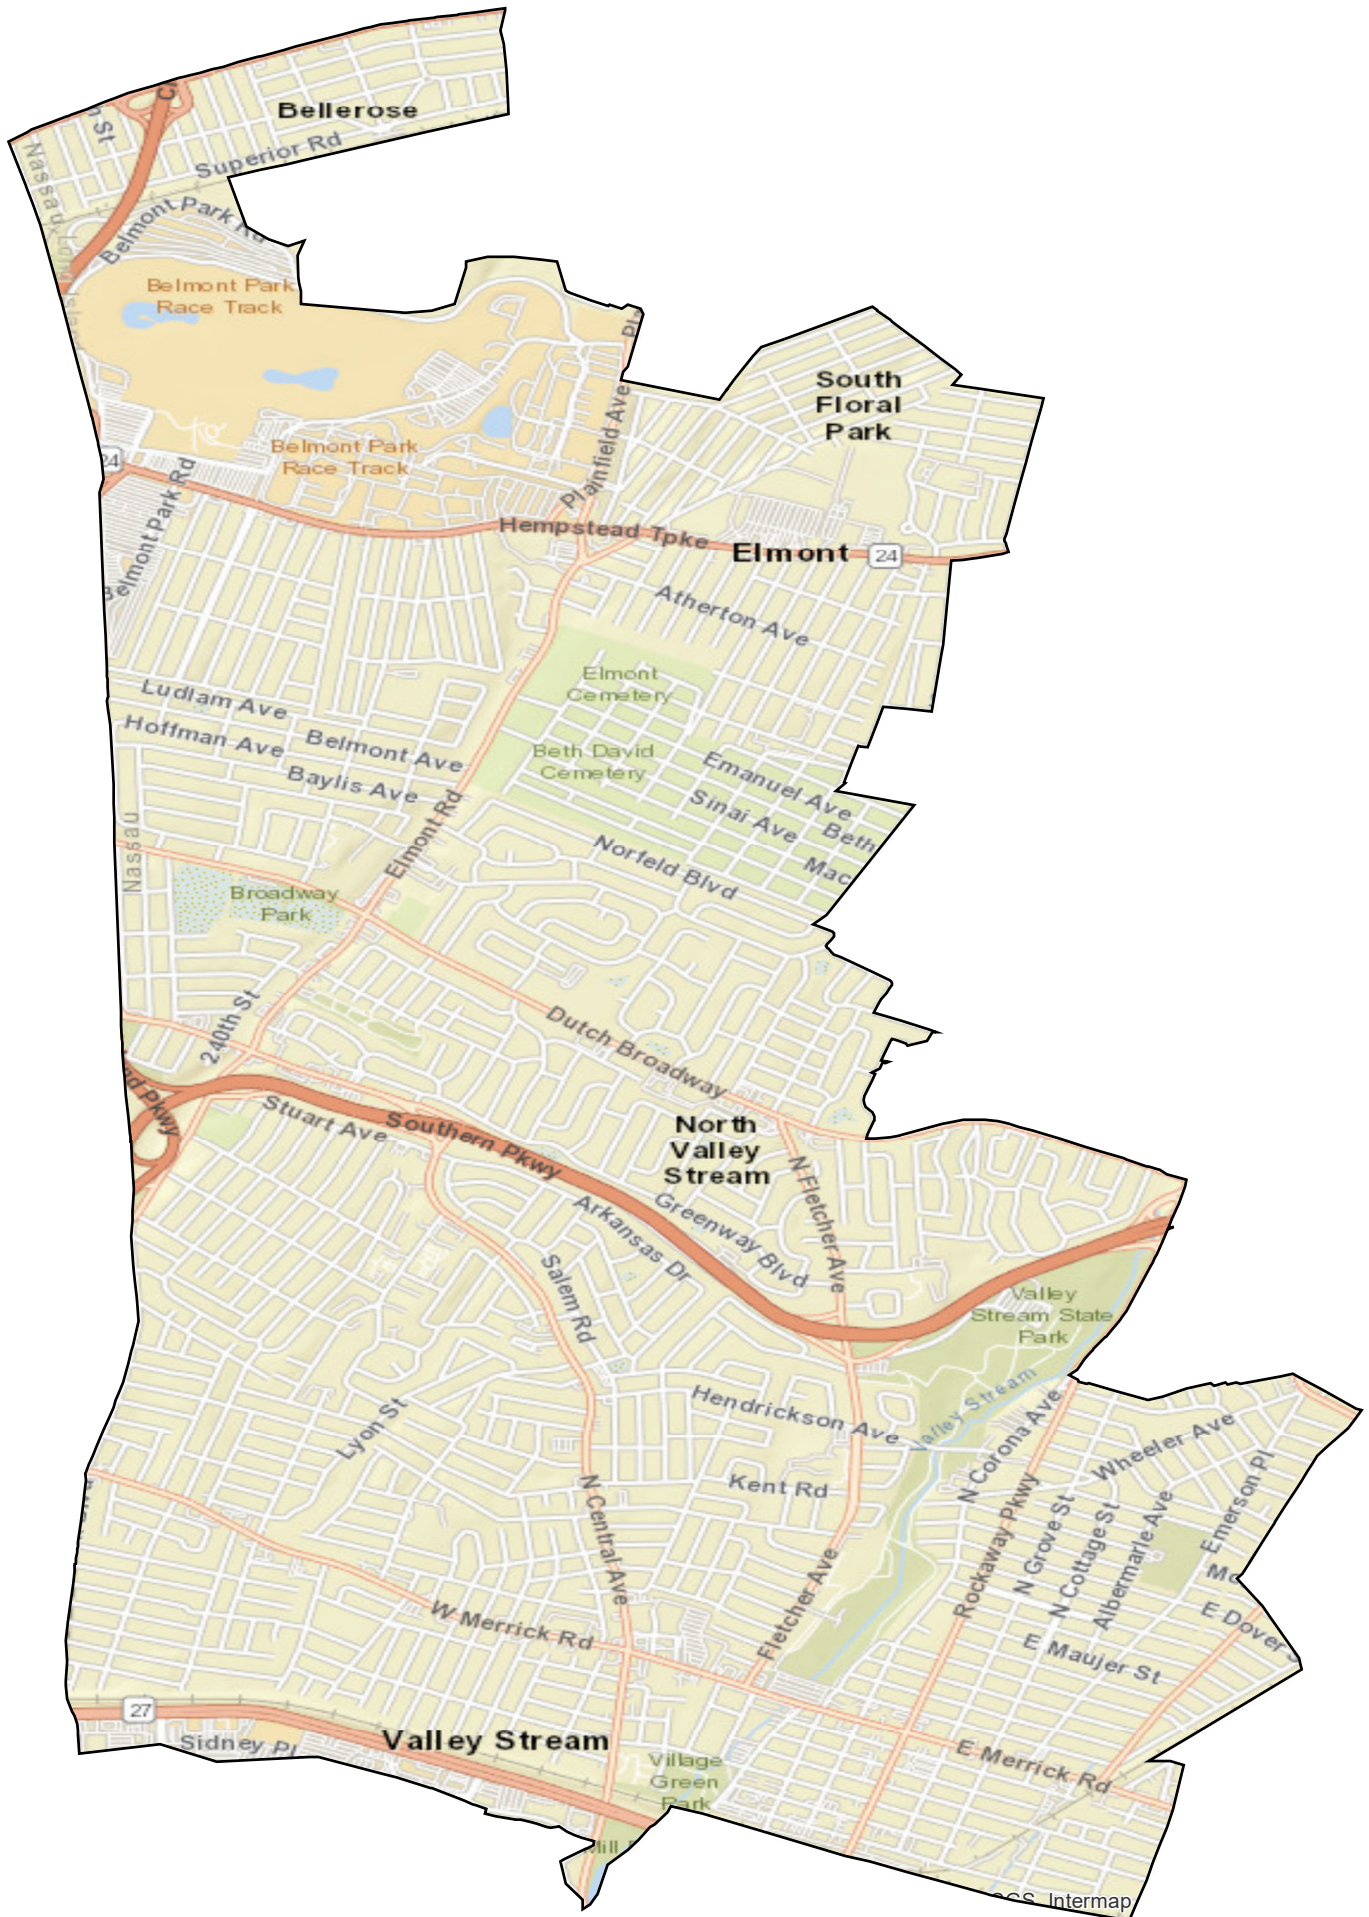 Bellerose
Superior Rd
Nassau
Belmont Park Rd
Belmont Park
Race Track
Belmont Park
Race Track
South
Floral
Park
Plainfield Ave
24
Belmont Park Rd
Hempstead Tpke
Elmont
24
Atherton Ave
Elmont
Cemetery
Ludlam Ave
Hoffman Ave
Belmont Ave
Baylis Ave
Beth David
Cemetery
Emanuel Ave
Sinai Ave
Beth
Mac
Norfeld Blvd
Elmont Rd
Nassau
Broadway
Park
240th St
Dutch Broadway
Stuart Ave
Southern Pkwy
North
Valley
Stream
N Fletcher Ave
Greenway Blvd
Arkansas Dr
Salem Rd
Valley
Stream State
Park
Valley Stream
Hendrickson Ave
Lyon St
Kent Rd
N Corona Ave
Rockaway Pkwy
Wheeler Ave
N Grove St
N Cottage St
Albermarle Ave
Emerson Pl
N Central Ave
Fletcher Ave
W Merrick Rd
E Dover
E Maujer St
27
Sidney Pl
Valley Stream
Village
Green
Park
E Merrick Rd
Mill
Intermap